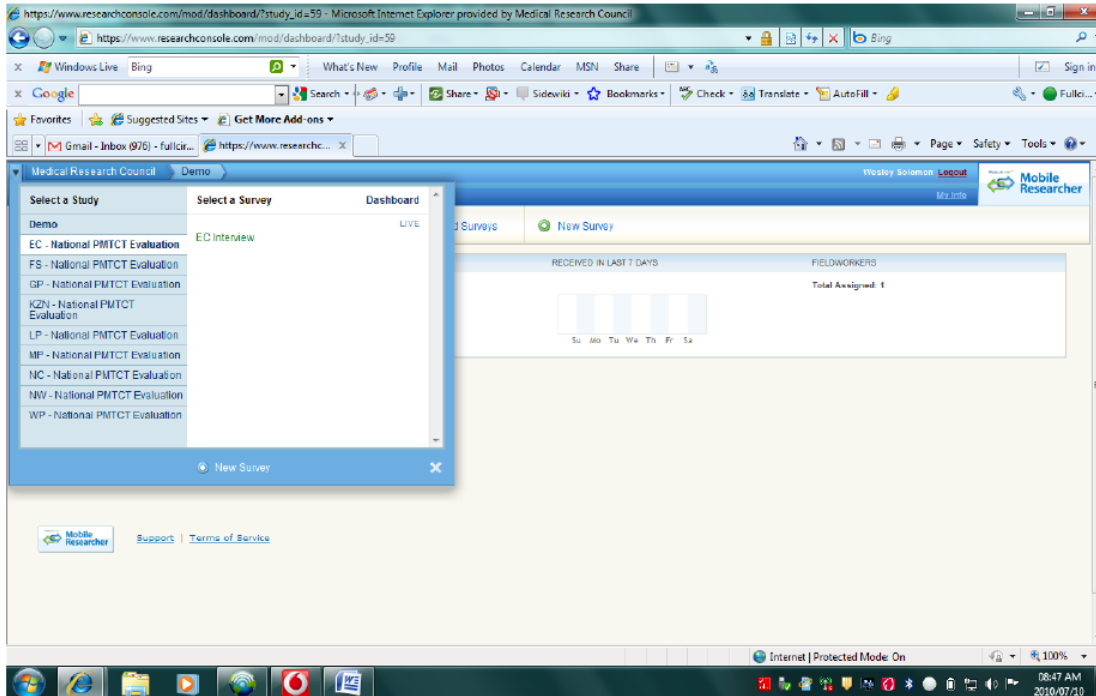 https://www.researchconsole.com/mod/dashboard/?study_id=59 - Microsoft Internet Explorer provided by Medical Research Council
https://www.researchconsole.com/mod/dashboard/?study_id=59 Bing
x Windows Live Bing What's New Profile Mail Photos Calendar MSN Share Sign in
x Google Search Share Sidewiki Bookmarks Check Translate AutoFill Fullci...
Favorites Suggested Sites Get More Add-ons
Gmail - Inbox (976) - fullcir... https://www.researchc... x Page Safety Tools
Medical Research Council Demo Wesley Solomon Logout
My Info
Mobile
Researcher
Select a Study Select a Survey Dashboard
Demo LIVE
EC - National PMTCT Evaluation EC Interview
FS - National PMTCT Evaluation
GP - National PMTCT Evaluation
KZN - National PMTCT
Evaluation
LP - National PMTCT Evaluation
MP - National PMTCT Evaluation
NC - National PMTCT Evaluation
NW - National PMTCT Evaluation
WP - National PMTCT Evaluation
New Survey
d Surveys New Survey
RECEIVED IN LAST 7 DAYS FIELDWORKERS
Total Assigned: 1
Su Mo Tu We Th Fr Sa
Mobile
Researcher
Support | Terms of Service
Internet | Protected Mode: On 100%
08:47 AM
2010/07/10